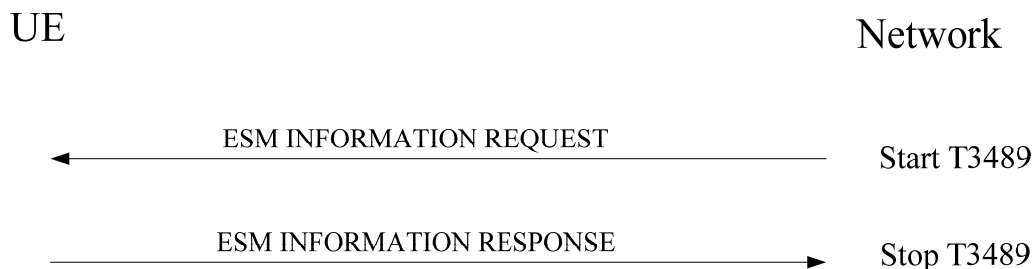 UE
Network
ESM INFORMATION REQUEST
Start T3489
ESM INFORMATION RESPONSE
Stop T3489